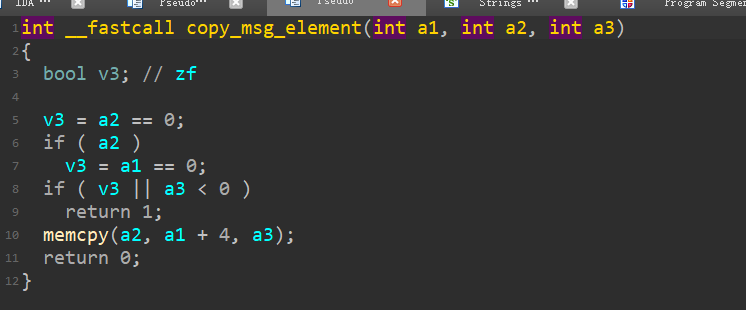 IDA
Pseudo
Pseudo
Strings
Program Segmen
1 int __fastcall copy_msg_element(int a1, int a2, int a3)
2 {
3 bool v3; // zf
4
5 v3 = a2 == 0;
6 if ( a2 )
7 v3 = a1 == 0;
8 if ( v3 || a3 < 0 )
9 return 1;
10 memcpy(a2, a1 + 4, a3);
11 return 0;
12 }